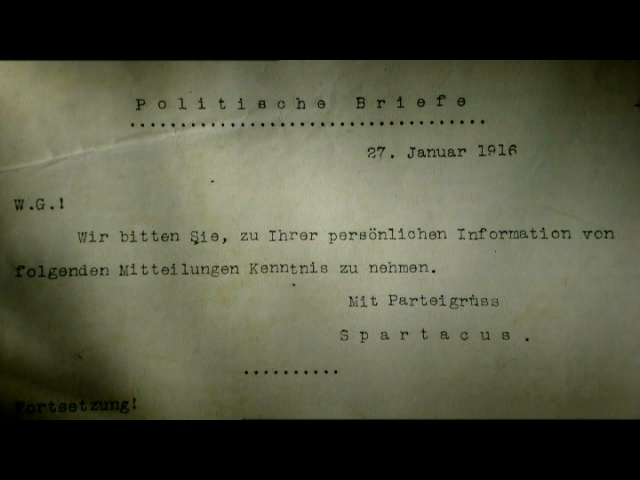 Politische Briefe
27. Januar 1916
W.G.!
Wir bitten Sie, zu Ihrer persönlichen Information von
folgenden Mitteilungen Kenntnis zu nehmen.
Mit Parteigrüss
Spartacus.
Fortsetzung!